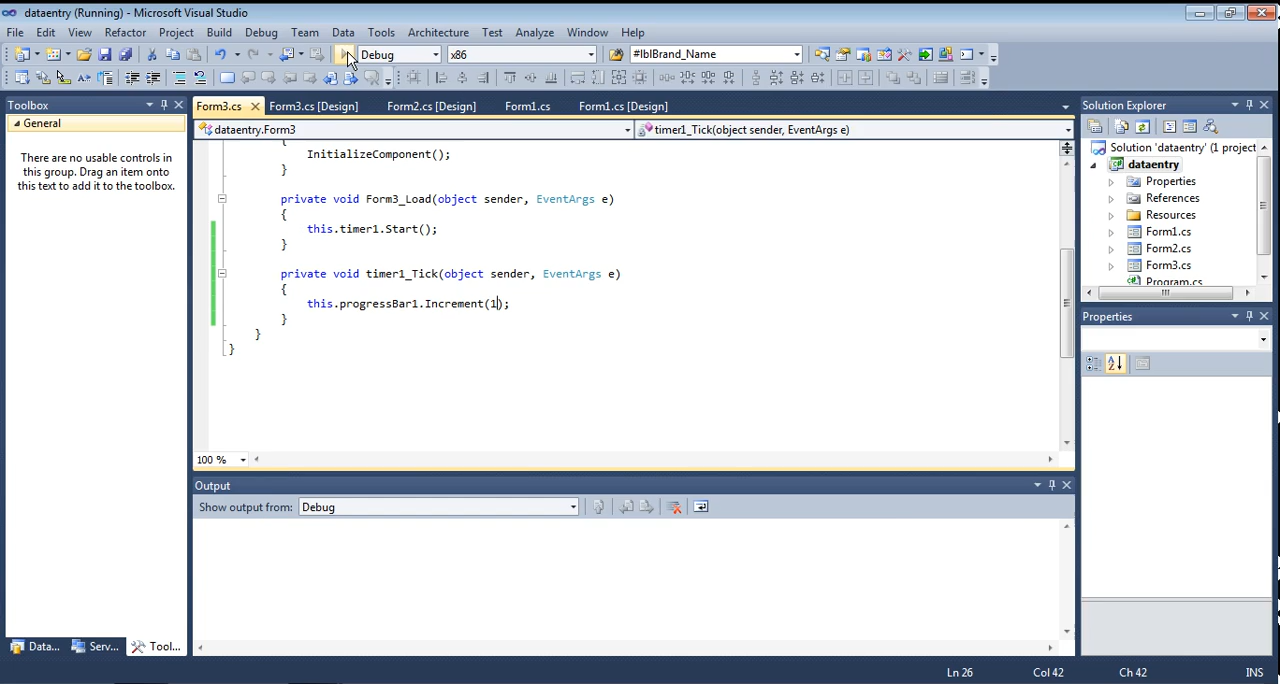 dataentry (Running) - Microsoft Visual Studio
File Edit View Refactor Project Build Debug Team Data Tools Architecture Test Analyze Window Help
Debug x86 #lblBrand_Name
Toolbox
General
There are no usable controls in this group. Drag an item onto this text to add it to the toolbox.
Data... Serv... Tool...
Form3.cs Form3.cs [Design] Form2.cs [Design] Form1.cs Form1.cs [Design]
dataentry.Form3 timer1_Tick(object sender, EventArgs e)
{
InitializeComponent();
}
private void Form3_Load(object sender, EventArgs e)
{
this.timer1.Start();
}
private void timer1_Tick(object sender, EventArgs e)
{
this.progressBar1.Increment(1);
}
}
}
100 %
Output
Show output from: Debug
Solution Explorer
Solution 'dataentry' (1 project
dataentry
Properties
References
Resources
Form1.cs
Form2.cs
Form3.cs
Program.cs
Properties
Ln 26 Col 42 Ch 42 INS